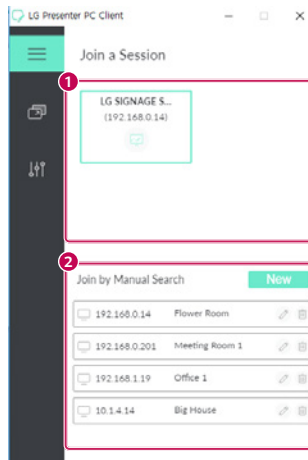 LG Presenter PC Client
Join a Session
1
LG SIGNAGE S...
(192.168.0.14)
2
Join by Manual Search
New
192.168.0.14 Flower Room
192.168.0.201 Meeting Room 1
192.168.1.19 Office 1
10.1.4.14 Big House